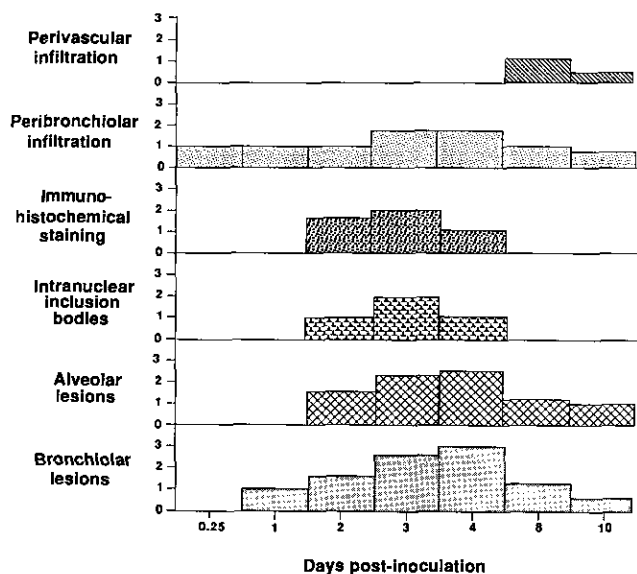 Perivascular
infiltration
3
2
1
0
Peribronchiolar
infiltration
3
2
1
0
Immuno-
histochemical
staining
3
2
1
0
Intranuclear
inclusion
bodies
3
2
1
0
Alveolar
lesions
3
2
1
0
Bronchiolar
lesions
3
2
1
0
0.25 1 2 3 4 8 10
Days post-inoculation